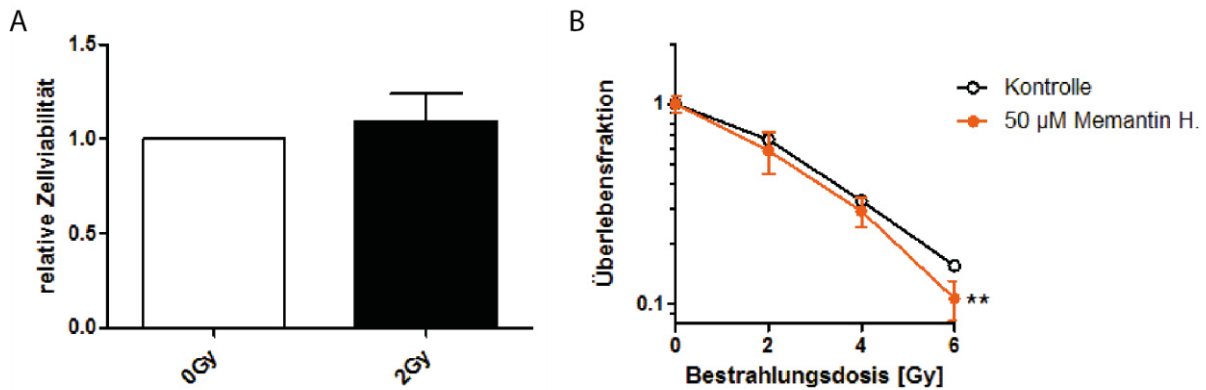 A
relative Zellviabilität
1.5
1.0
0.5
0.0
0Gy
2Gy
B
Überlebensfraktion
1
0.1
0
2
4
6
Bestrahlungsdosis [Gy]
**
Kontrolle
50 µM Memantin H.